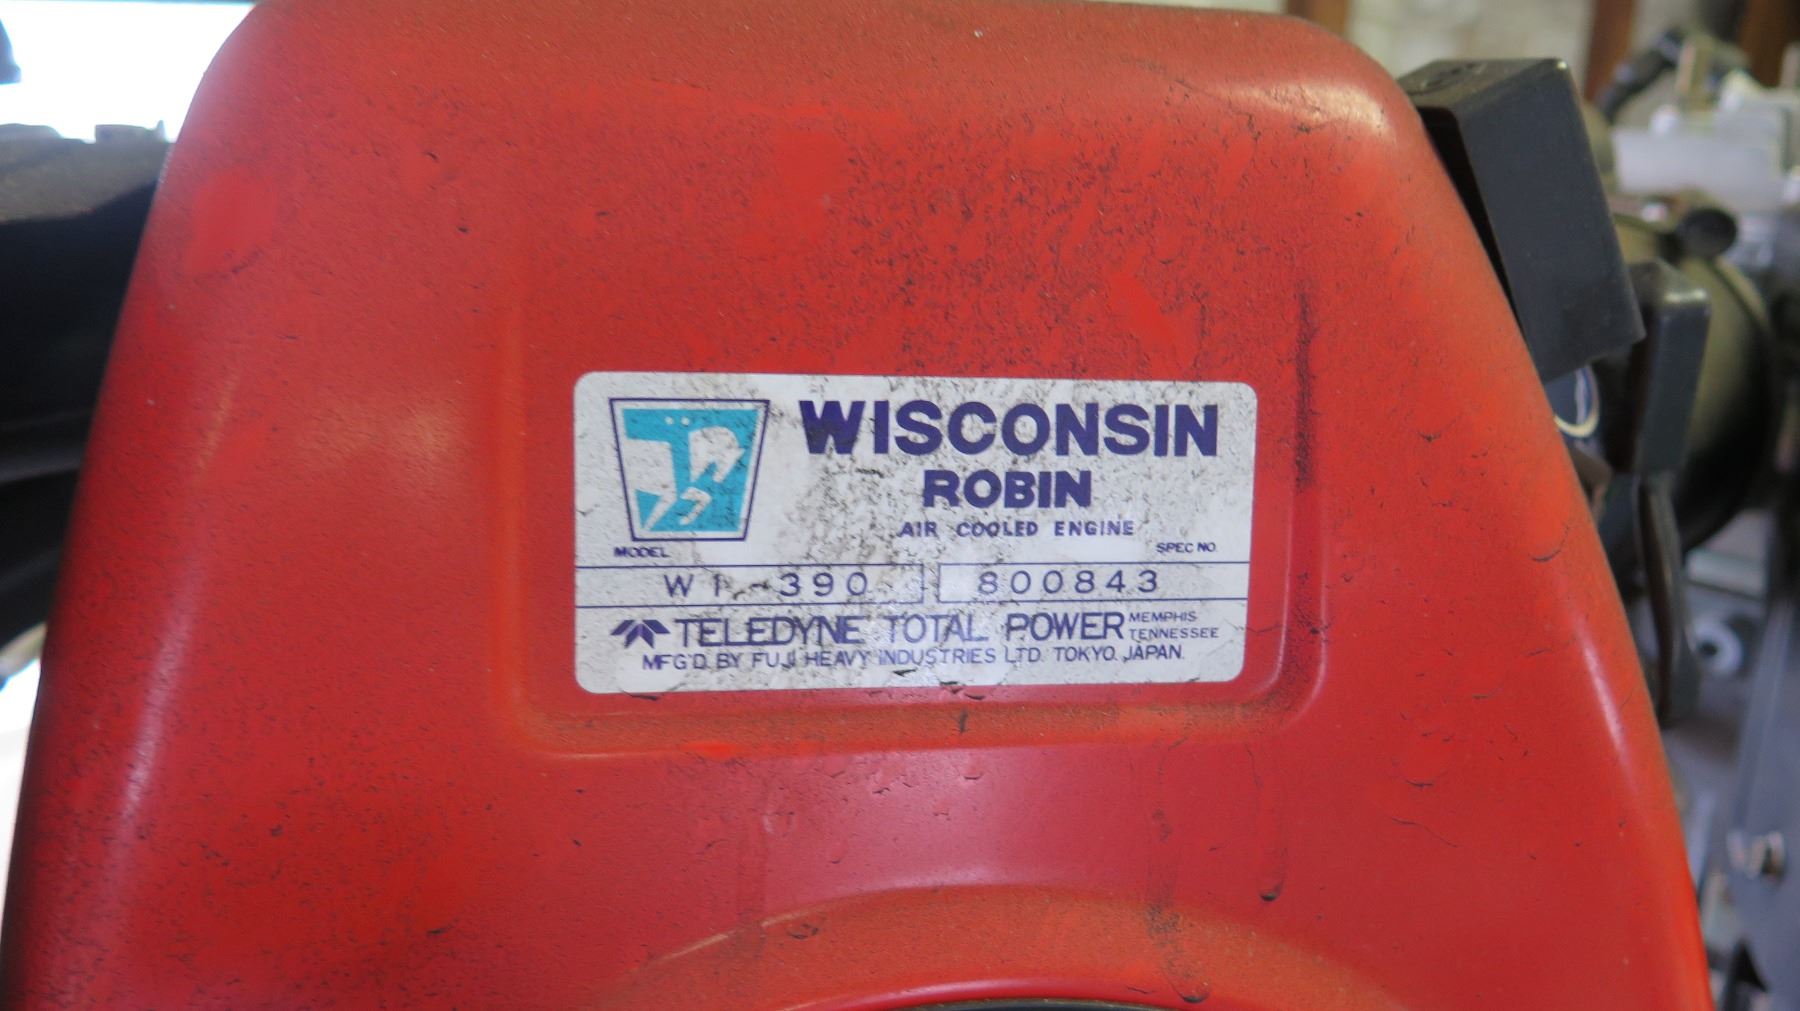 WISCONSIN
ROBIN
AIR COOLED ENGINE
MODEL SPEC NO.
W1-390 800843
TELEDYNE TOTAL POWER MEMPHIS TENNESSEE
MFG'D. BY FUJI HEAVY INDUSTRIES LTD. TOKYO. JAPAN.